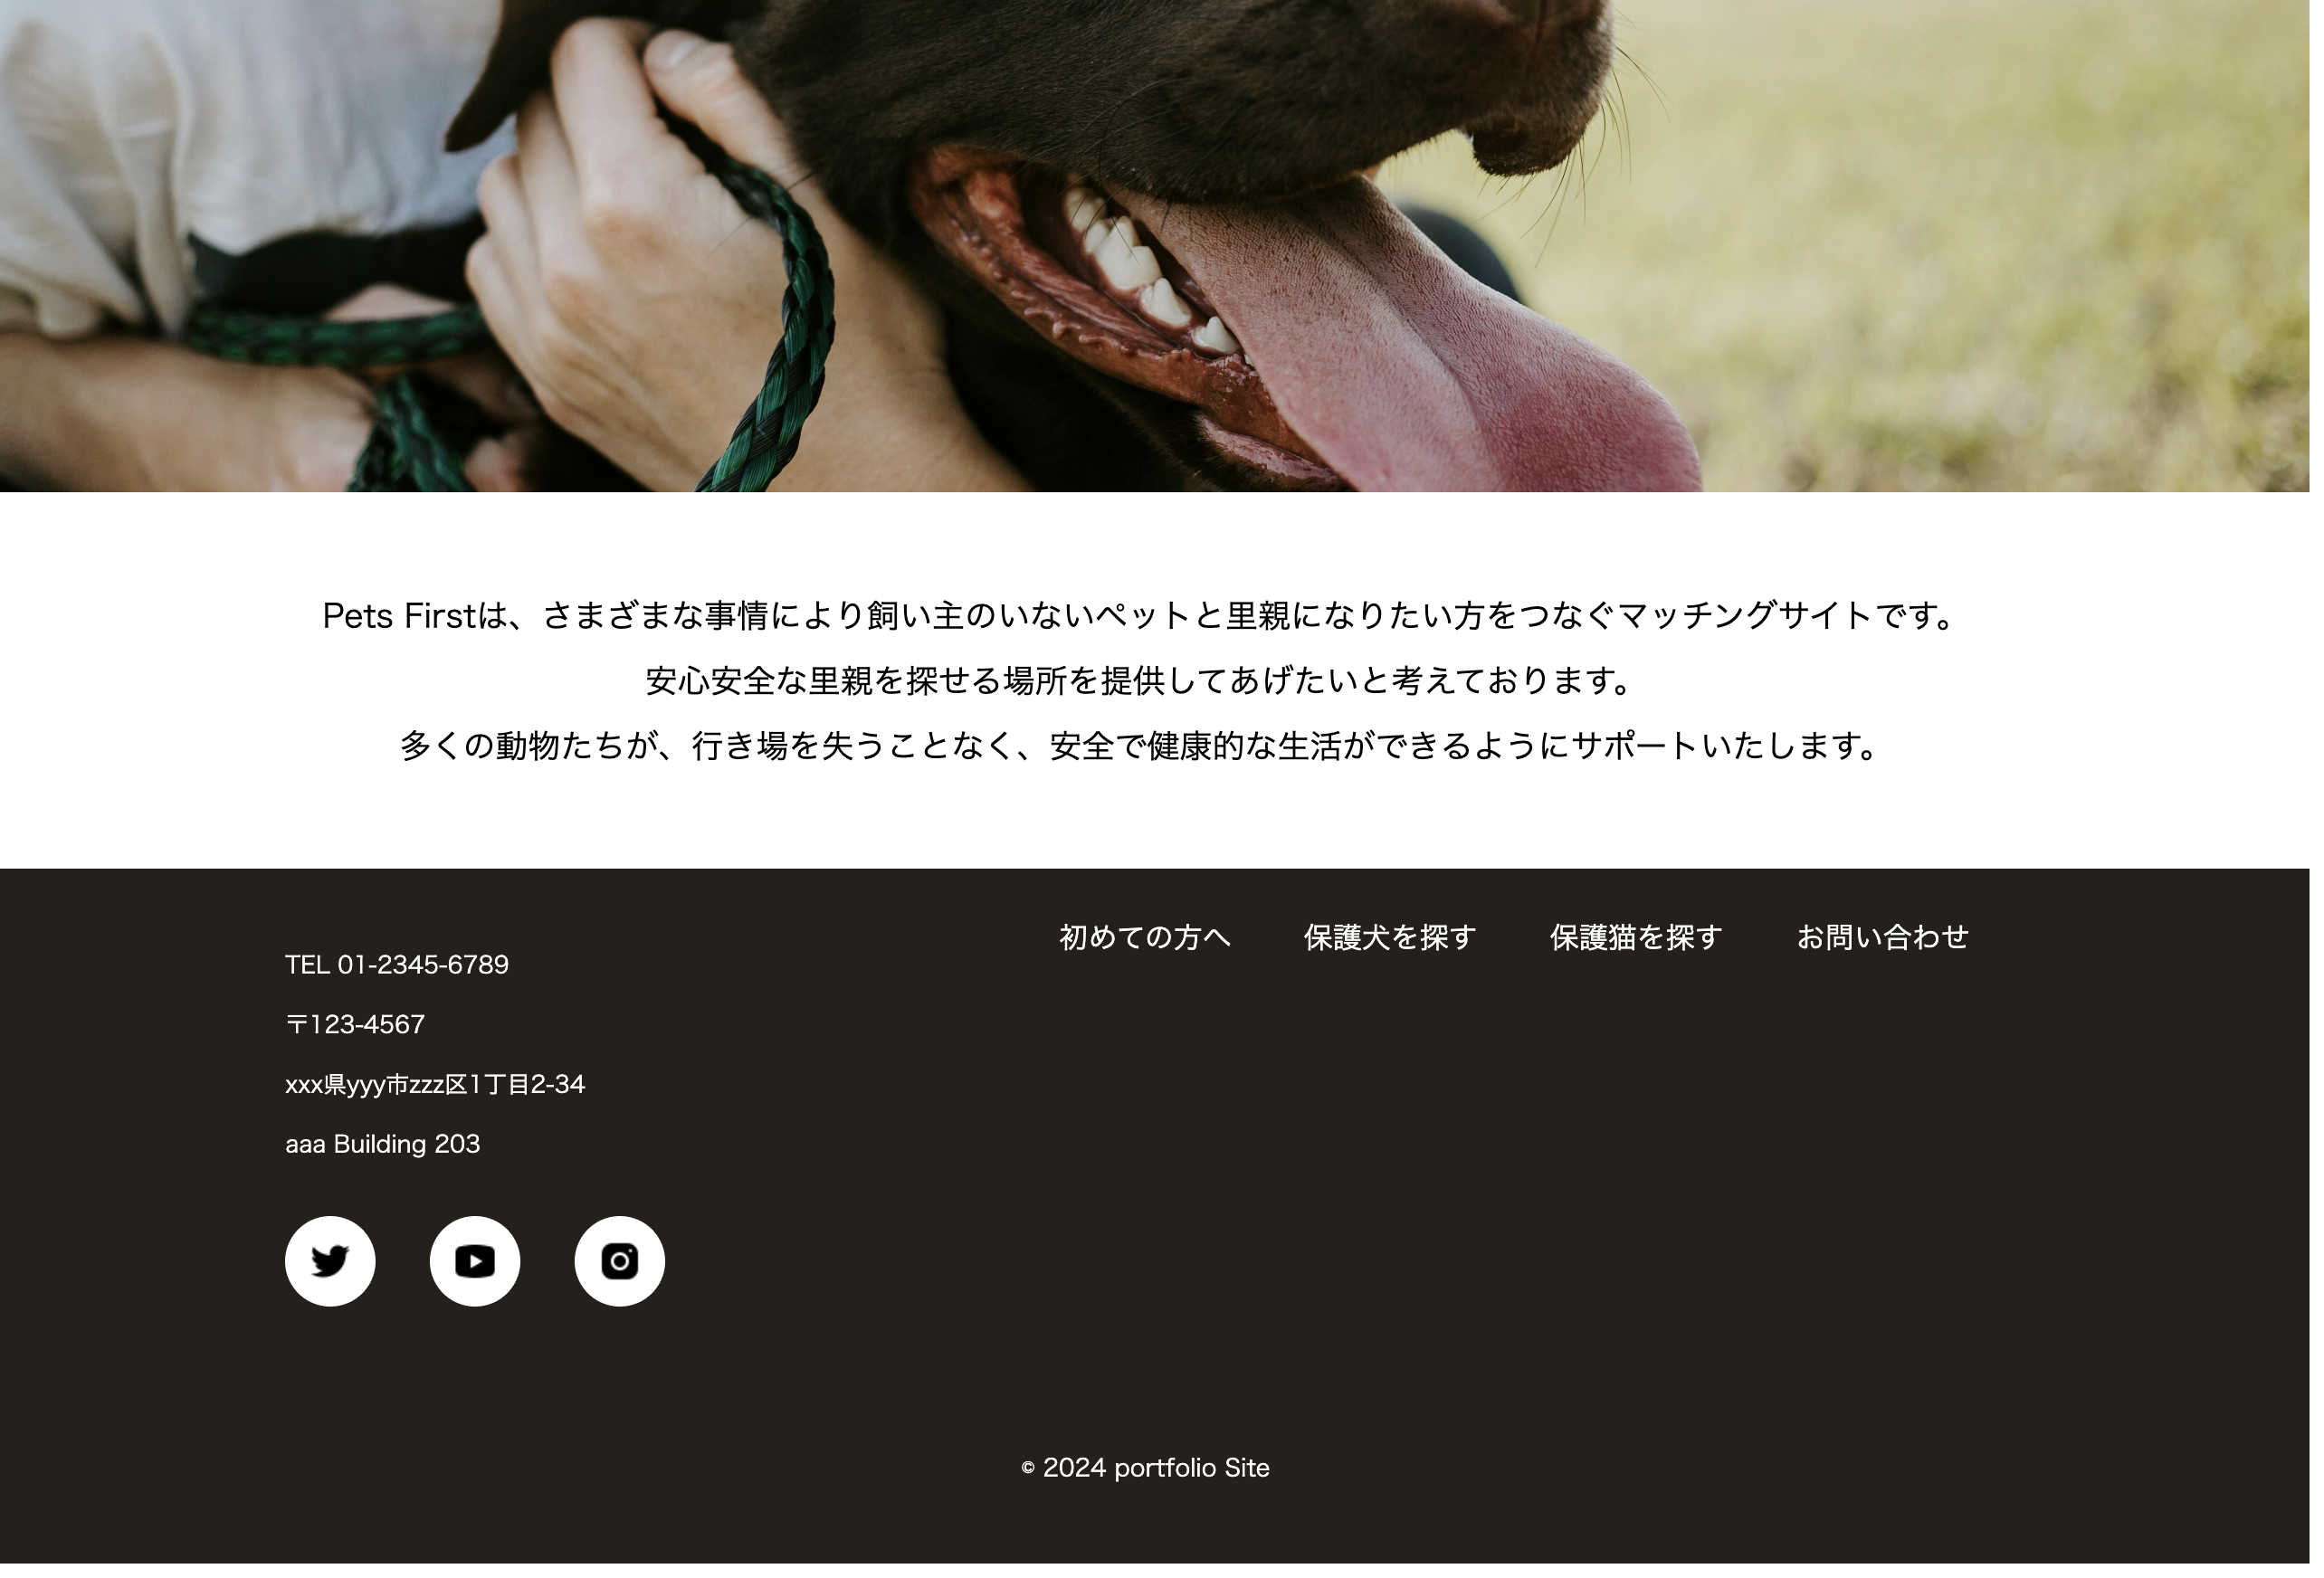 Pets Firstは、さまざまな事情により飼い主のいないペットと里親になりたい方をつなぐマッチングサイトです。
安心安全な里親を探せる場所を提供してあげたいと考えております。
多くの動物たちが、行き場を失うことなく、安全で健康的な生活ができるようにサポートいたします。
初めての方へ 保護犬を探す 保護猫を探す お問い合わせ
TEL 01-2345-6789
〒123-4567
xxx県yyy市zzz区1丁目2-34
aaa Building 203
© 2024 portfolio Site